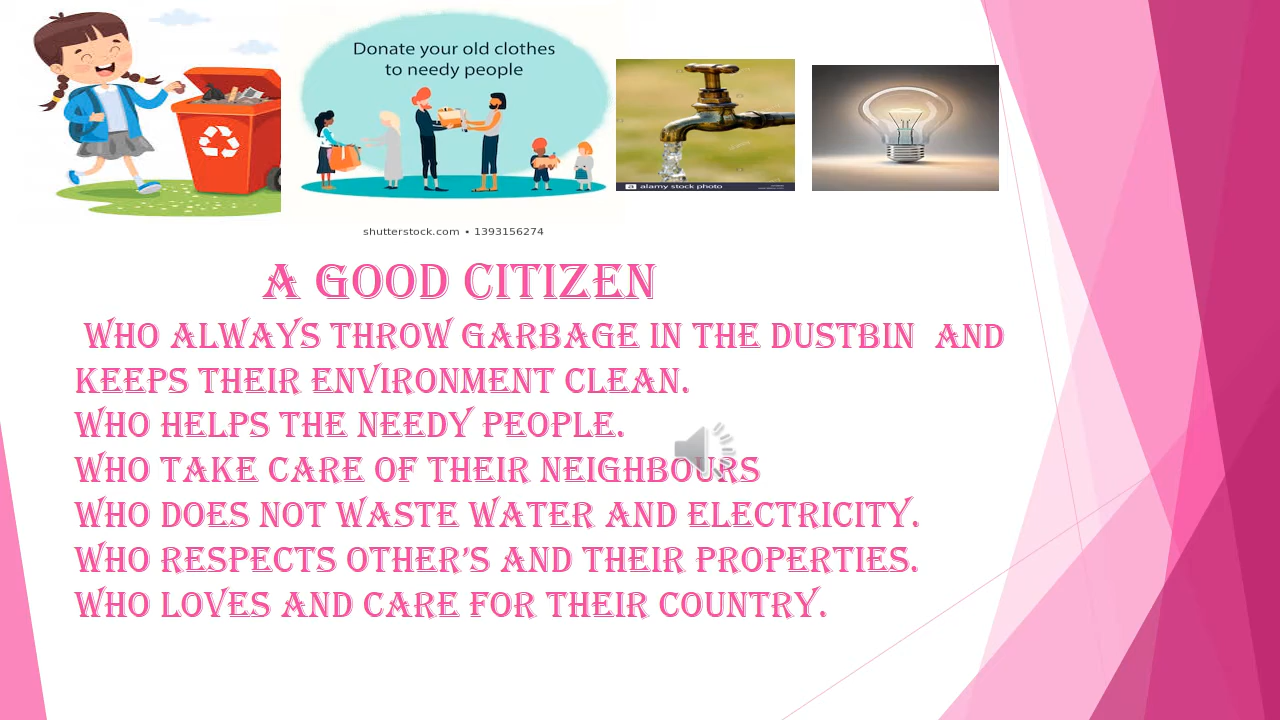 Donate your old clothes
to needy people
a alamy stock photo
shutterstock.com • 1393156274
A GOOD CITIZEN
WHO ALWAYS THROW GARBAGE IN THE DUSTBIN AND
KEEPS THEIR ENVIRONMENT CLEAN.
WHO HELPS THE NEEDY PEOPLE.
WHO TAKE CARE OF THEIR NEIGHBOURS
WHO DOES NOT WASTE WATER AND ELECTRICITY.
WHO RESPECTS OTHER’S AND THEIR PROPERTIES.
WHO LOVES AND CARE FOR THEIR COUNTRY.